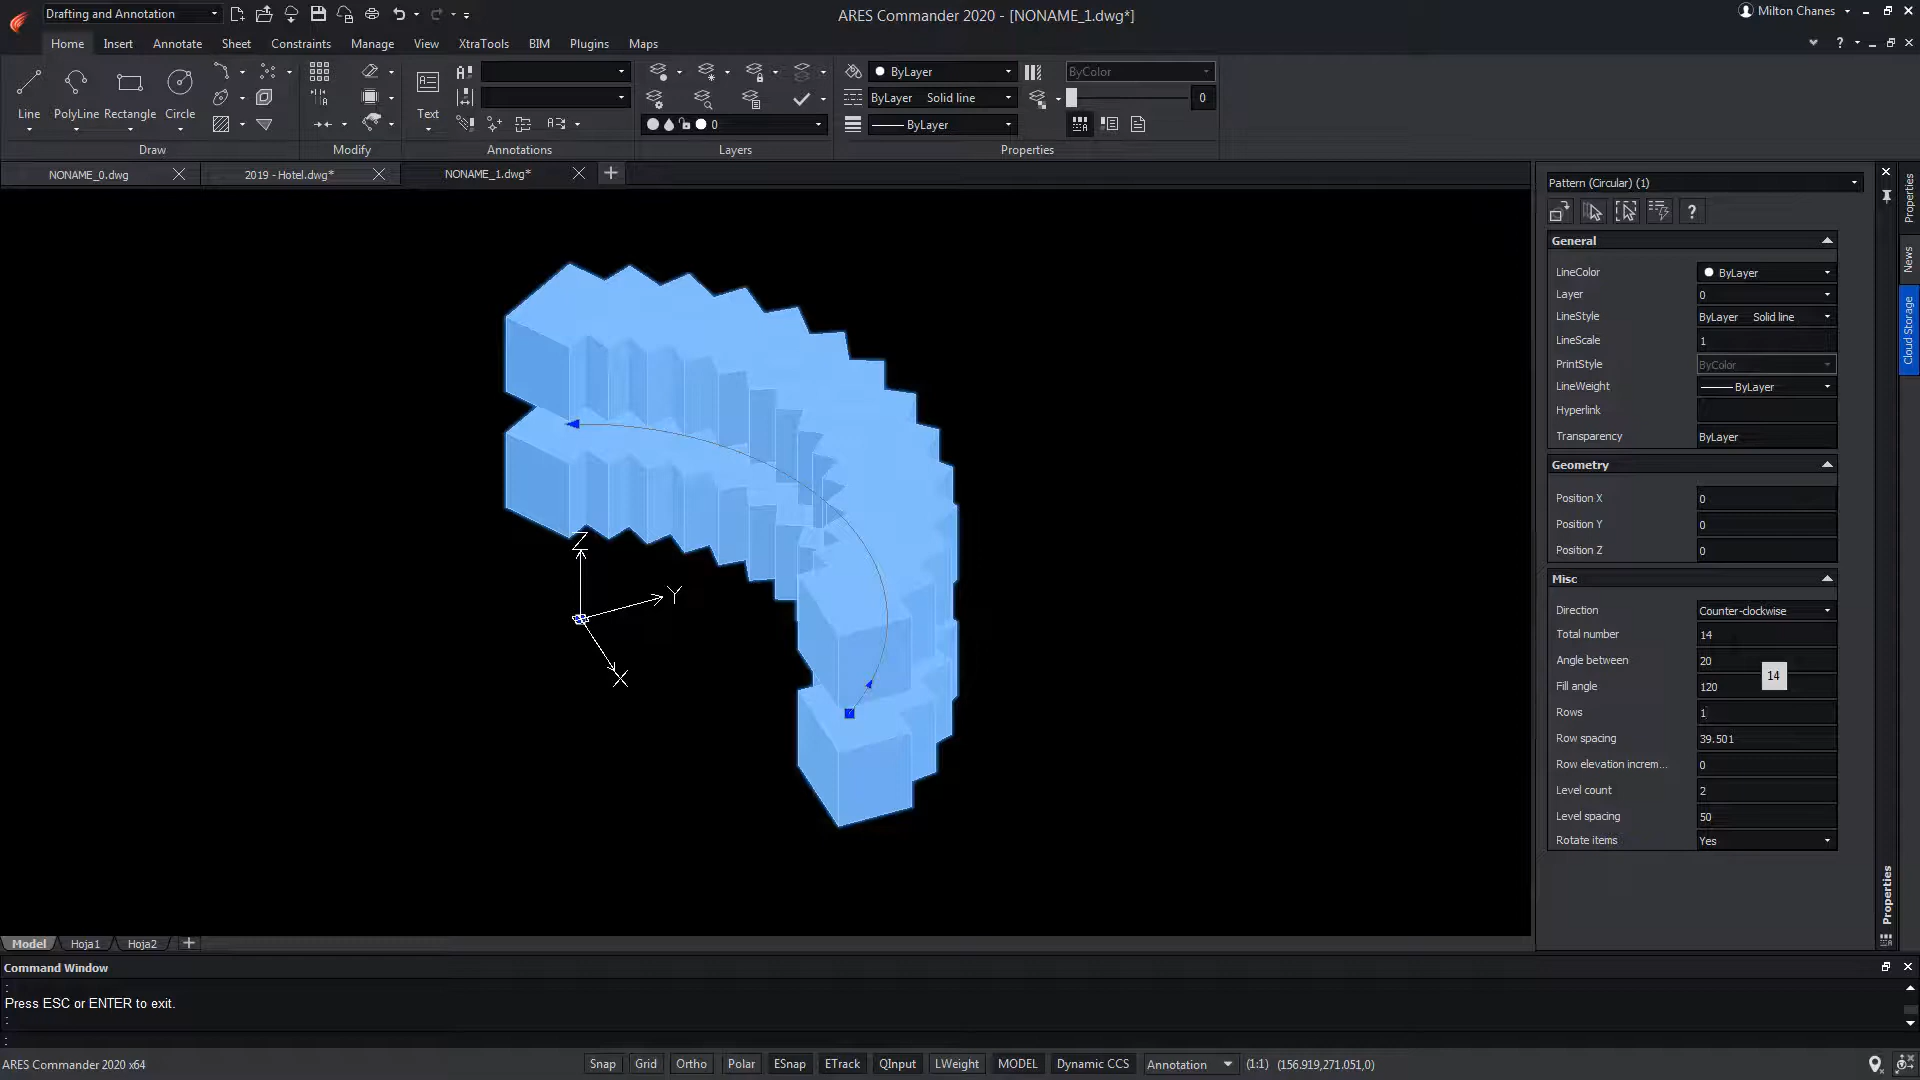 Drafting and Annotation
ARES Commander 2020 - [NONAME_1.dwg*]
Milton Chanes
Home Insert Annotate Sheet Constraints Manage View XtraTools BIM Plugins Maps
?
Line PolyLine Rectangle Circle
Text
0
ByLayer
ByLayer Solid line
ByLayer
ByColor
0
Draw Modify Annotations Layers Properties
NONAME_0.dwg 2019 - Hotel.dwg* NONAME_1.dwg*
Z
Y
X
Pattern (Circular) (1)
?
General
LineColor ByLayer
Layer 0
LineStyle ByLayer Solid line
LineScale 1
PrintStyle ByColor
LineWeight ByLayer
Hyperlink
Transparency ByLayer
Geometry
Position X 0
Position Y 0
Position Z 0
Misc
Direction Counter-clockwise
Total number 14
Angle between 20
14
Fill angle 120
Rows 1
Row spacing 39.501
Row elevation increm... 0
Level count 2
Level spacing 50
Rotate items Yes
Properties
Properties
News
Cloud Storage
Model Hoja1 Hoja2
Command Window
:
Press ESC or ENTER to exit.
:
:
ARES Commander 2020 x64
Snap Grid Ortho Polar ESnap ETrack QInput LWeight MODEL Dynamic CCS Annotation (1:1) (156.919,271.051,0)